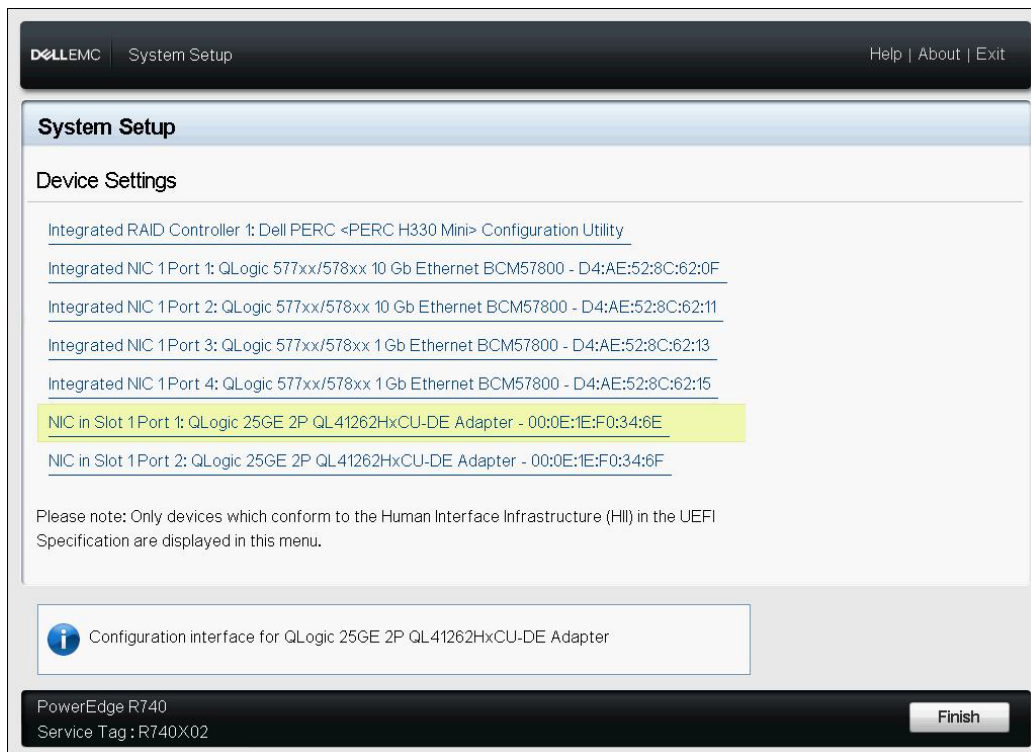 DELLEMC System Setup Help | About | Exit
System Setup
Device Settings
Integrated RAID Controller 1: Dell PERC <PERC H330 Mini> Configuration Utility
Integrated NIC 1 Port 1: QLogic 577xx/578xx 10 Gb Ethernet BCM57800 - D4:AE:52:8C:62:0F
Integrated NIC 1 Port 2: QLogic 577xx/578xx 10 Gb Ethernet BCM57800 - D4:AE:52:8C:62:11
Integrated NIC 1 Port 3: QLogic 577xx/578xx 1 Gb Ethernet BCM57800 - D4:AE:52:8C:62:13
Integrated NIC 1 Port 4: QLogic 577xx/578xx 1 Gb Ethernet BCM57800 - D4:AE:52:8C:62:15
NIC in Slot 1 Port 1: QLogic 25GE 2P QL41262HxCU-DE Adapter - 00:0E:1E:F0:34:6E
NIC in Slot 1 Port 2: QLogic 25GE 2P QL41262HxCU-DE Adapter - 00:0E:1E:F0:34:6F
Please note: Only devices which conform to the Human Interface Infrastructure (HII) in the UEFI
Specification are displayed in this menu.
Configuration interface for QLogic 25GE 2P QL41262HxCU-DE Adapter
PowerEdge R740
Service Tag : R740X02
Finish